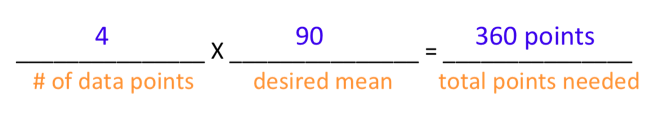 4 X 90 = 360 points
# of data points desired mean total points needed